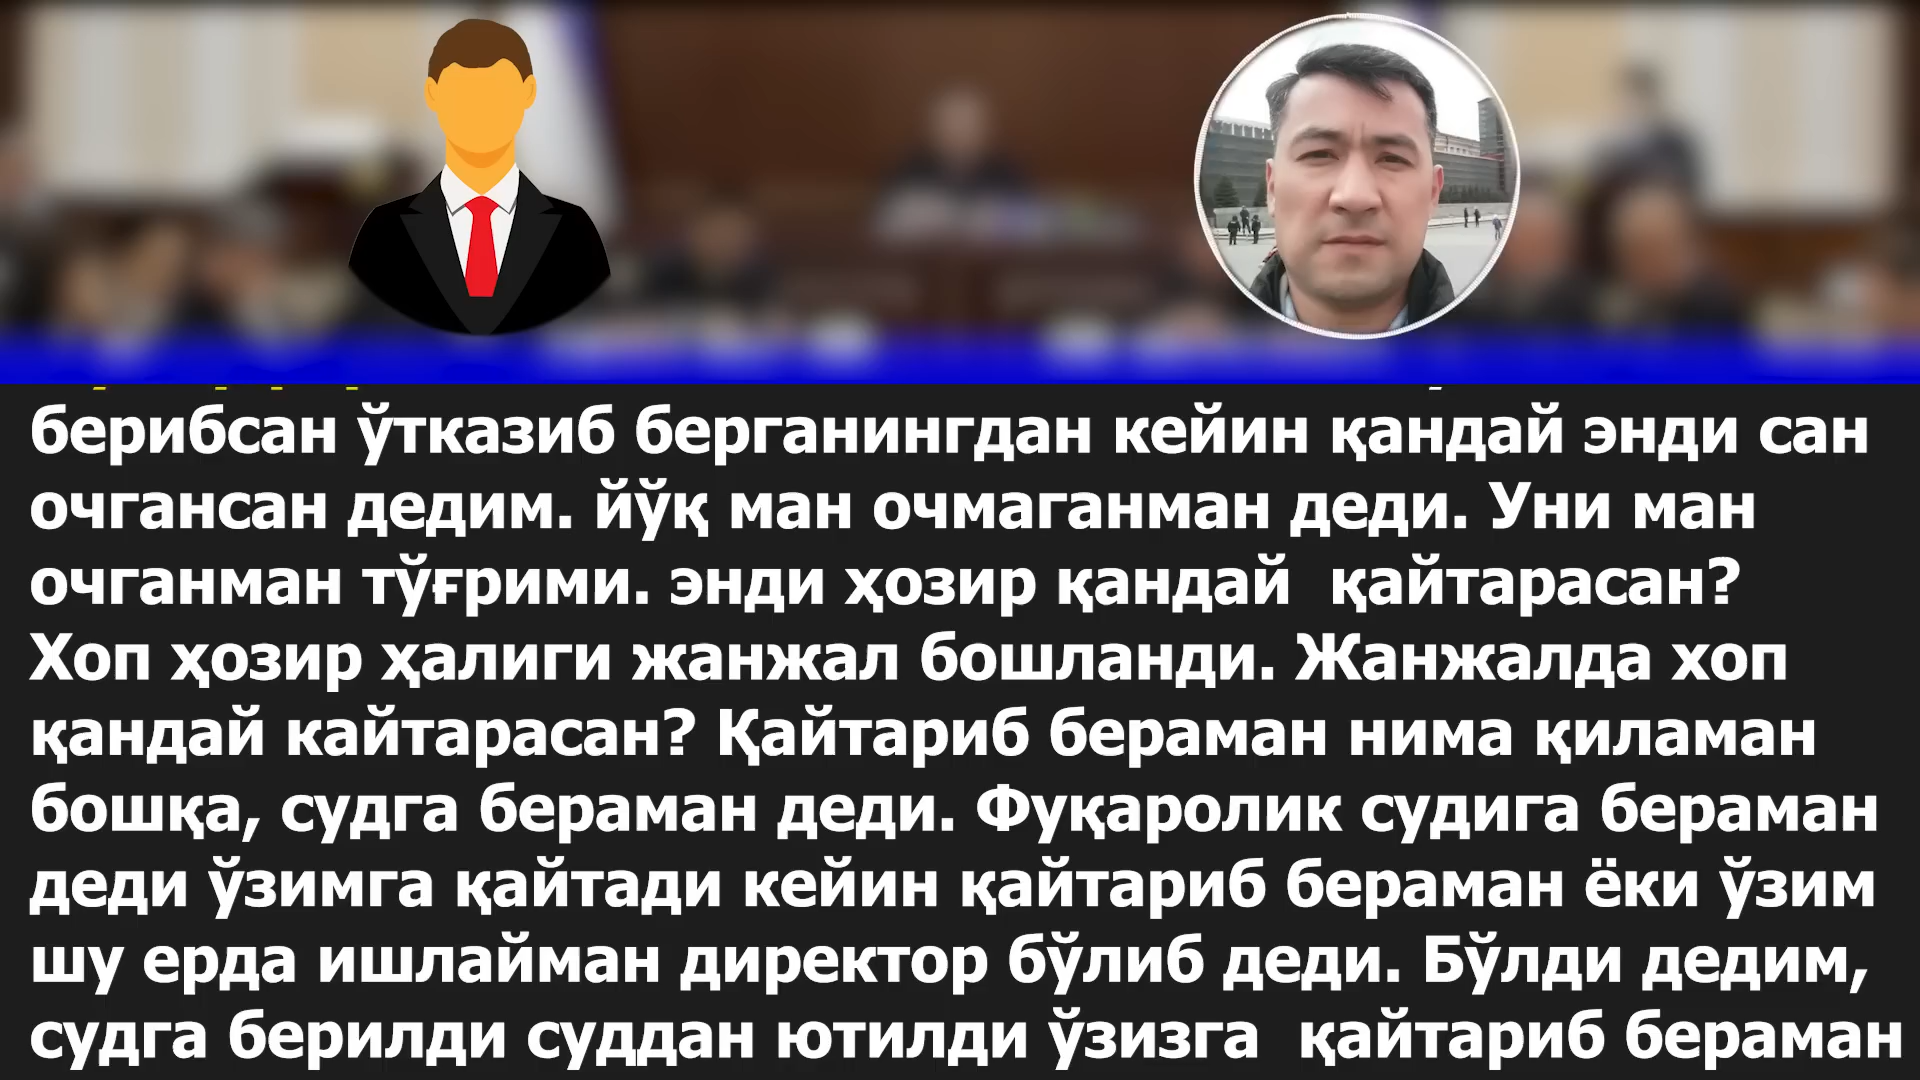 берибсан ўтказиб берганингдан кейин қандай энди сан
очгансан дедим. йўқ ман очмаганман деди. Уни ман
очганман тўғрими. энди ҳозир қандай  қайтарасан?
Хоп ҳозир ҳалиги жанжал бошланди. Жанжалда хоп
қандай кайтарасан? Қайтариб бераман нима қиламан
бошқа, судга бераман деди. Фуқаролик судига бераман
деди ўзимга қайтади кейин қайтариб бераман ёки ўзим
шу ерда ишлайман директор бўлиб деди. Бўлди дедим,
судга берилди суддан ютилди ўзизга  қайтариб бераман